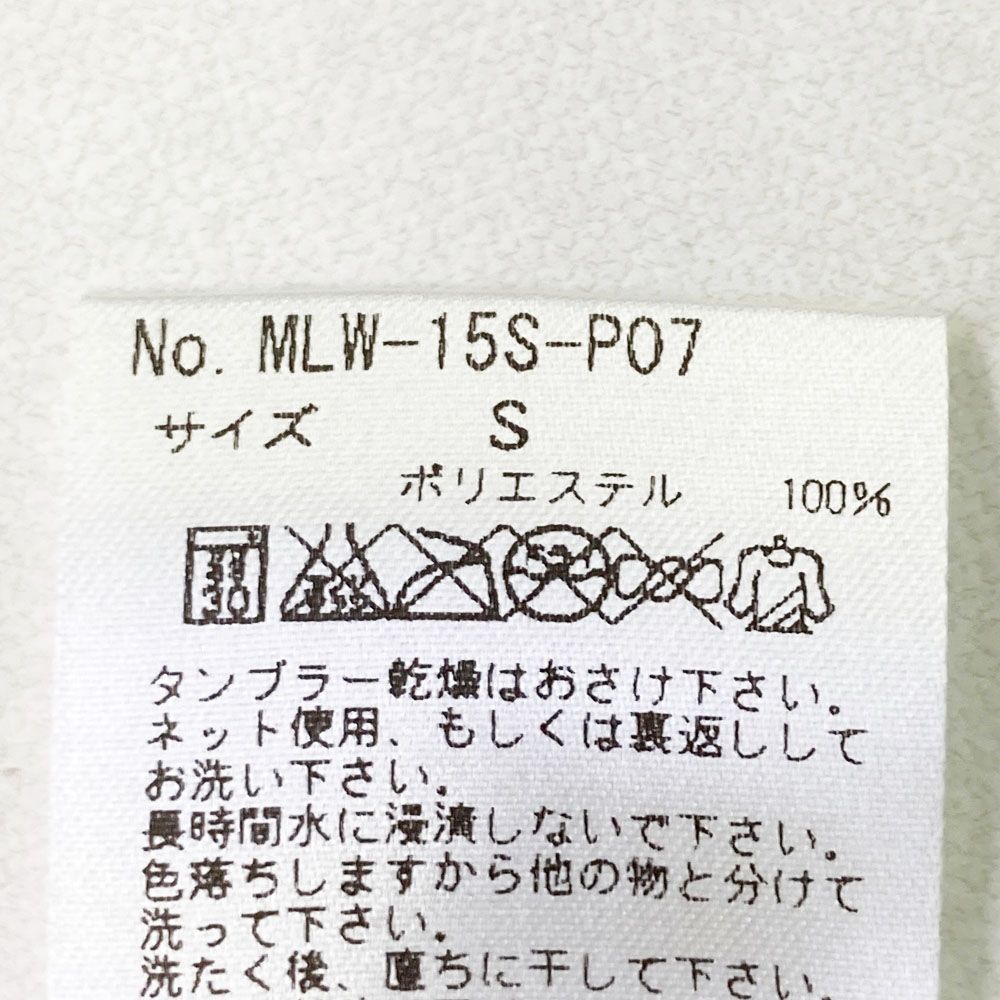 No. MLW-15S-P07
サイズ S
ポリエステル 100%
タンブラー乾燥はおさけ下さい。
ネット使用、もしくは裏返しして
お洗い下さい。
長時間水に浸漬しないで下さい。
色落ちしますから他の物と分けて
洗って下さい。
洗たく後、直ちに干して下さい